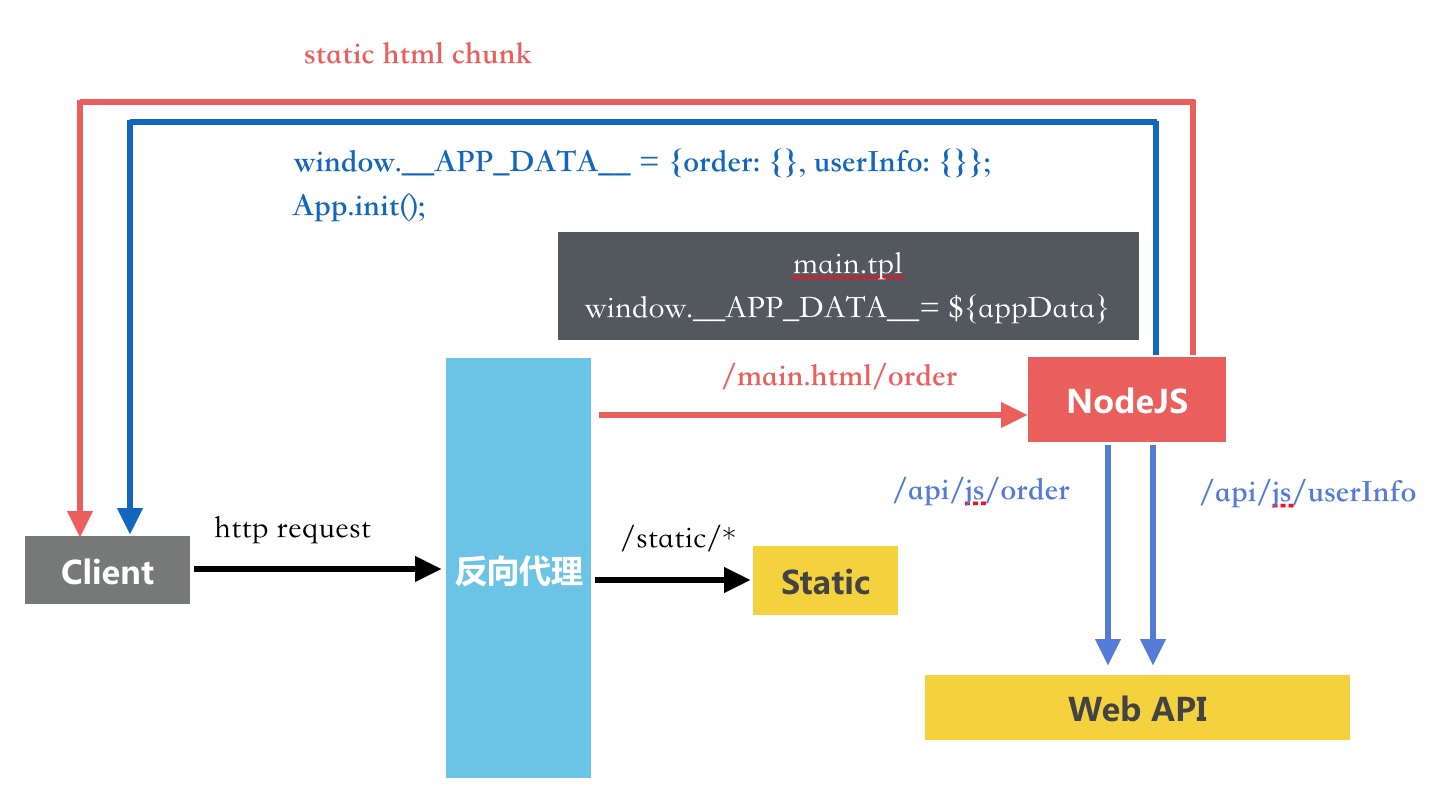 static html chunk
window.__APP_DATA__ = {order: {}, userInfo: {}};
App.init();
main.tpl
window.__APP_DATA__= ${appData}
/main.html/order
NodeJS
/api/js/order
/api/js/userInfo
http request
/static/*
Client
反向代理
Static
Web API